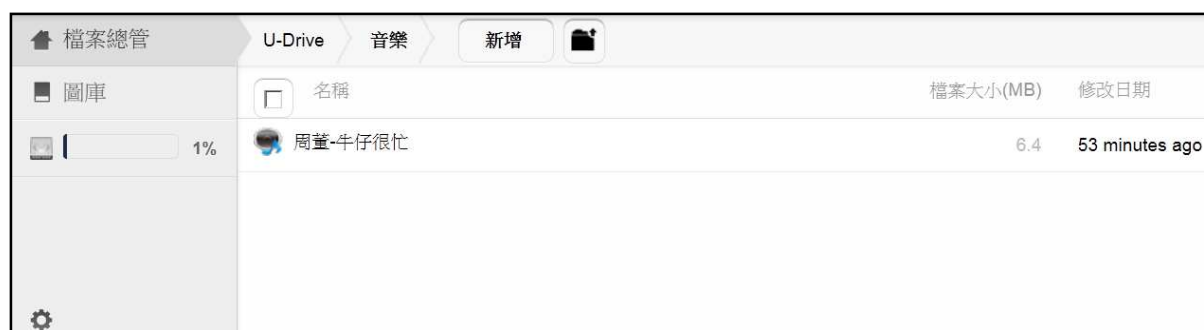 檔案總管
U-Drive 音樂 新增
圖庫
名稱 檔案大小(MB) 修改日期
1%
周董-牛仔很忙 6.4 53 minutes ago